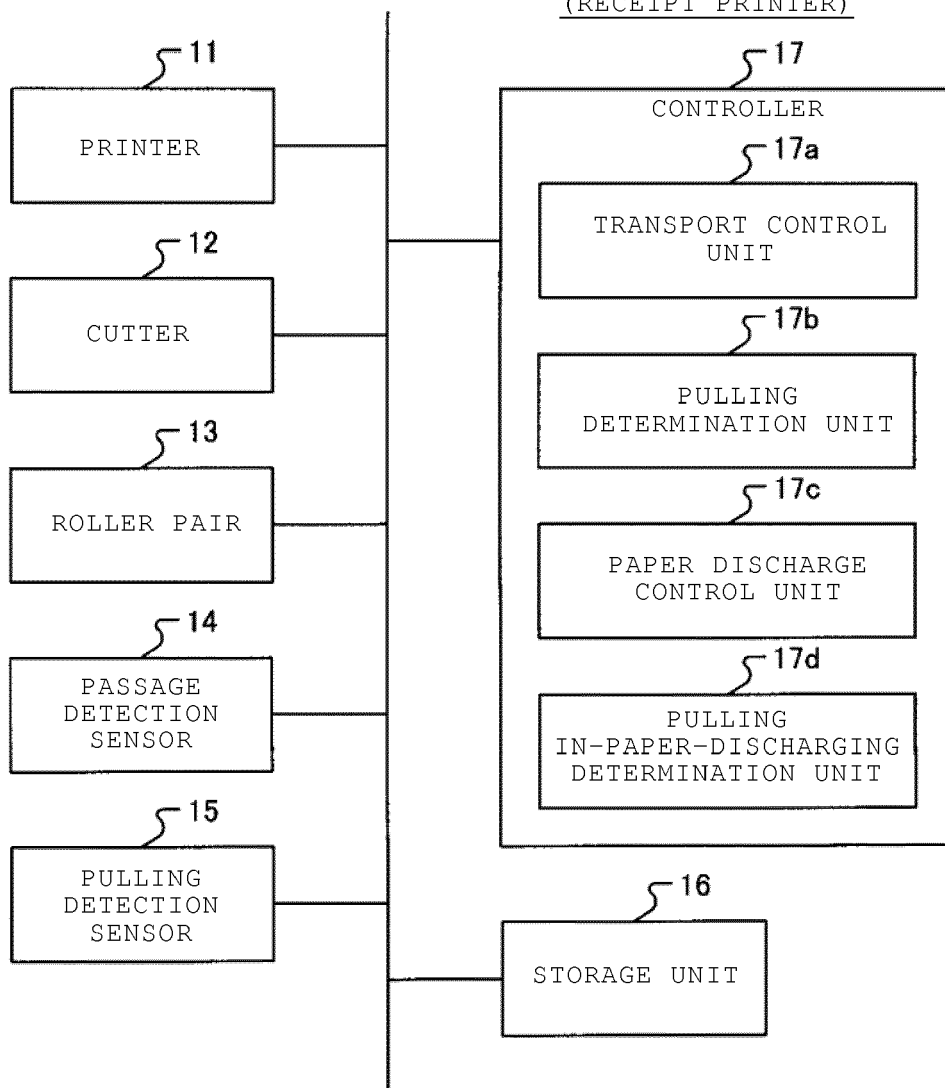 (RECEIPT PRINTER)
11
PRINTER
12
CUTTER
13
ROLLER PAIR
14
PASSAGE
DETECTION
SENSOR
15
PULLING
DETECTION
SENSOR
17
CONTROLLER
17a
TRANSPORT CONTROL
UNIT
17b
PULLING
DETERMINATION UNIT
17c
PAPER DISCHARGE
CONTROL UNIT
17d
PULLING
IN-PAPER-DISCHARGING
DETERMINATION UNIT
16
STORAGE UNIT